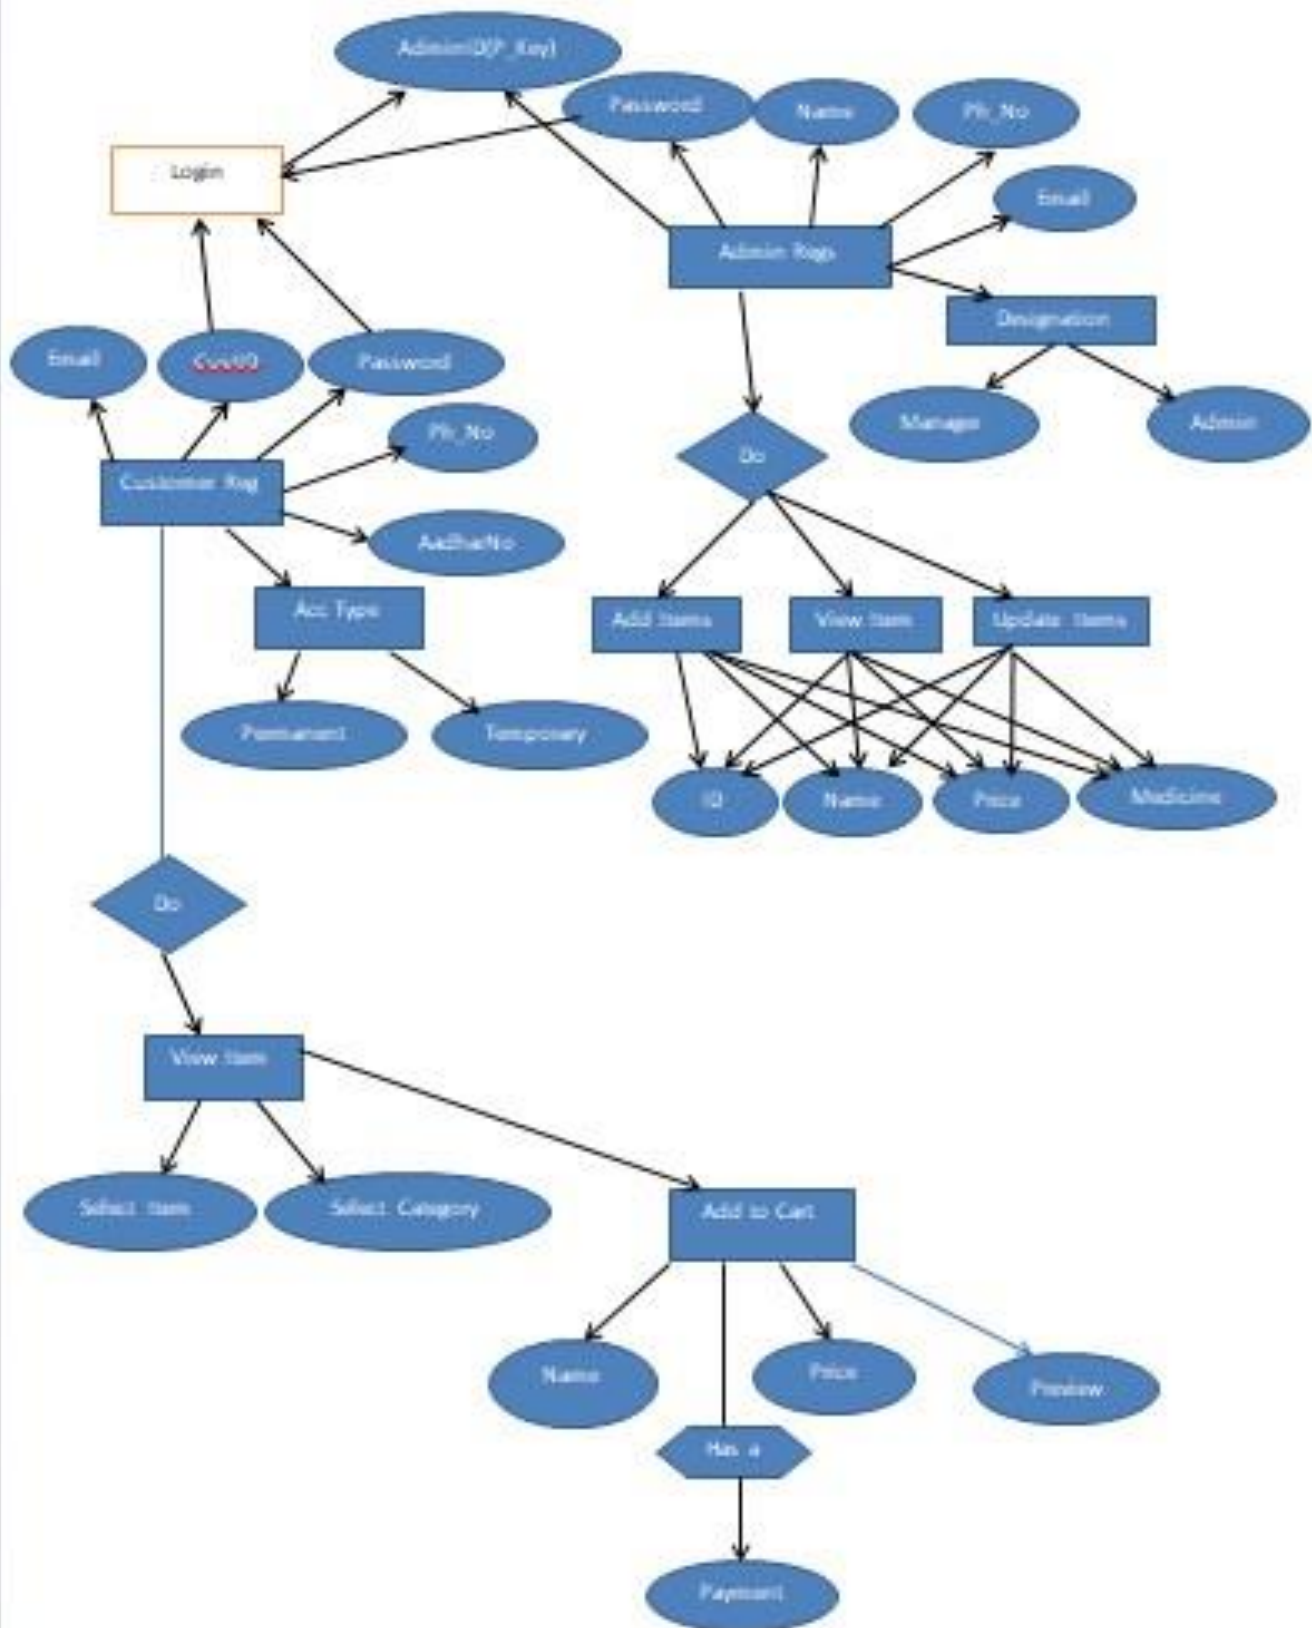 AdminID(P_Key)
Password
Name
Ph_No
Login
Email
Admin Regs
Designation
Email
CustID
Password
Manager
Admin
Ph_No
Do
Customer Reg
AadharNo
Acc Type
Add Items
View Item
Update Items
Permanent
Temporary
ID
Name
Price
Medicine
Do
View Item
Select Item
Select Category
Add to Cart
Name
Price
Preview
Has a
Payment